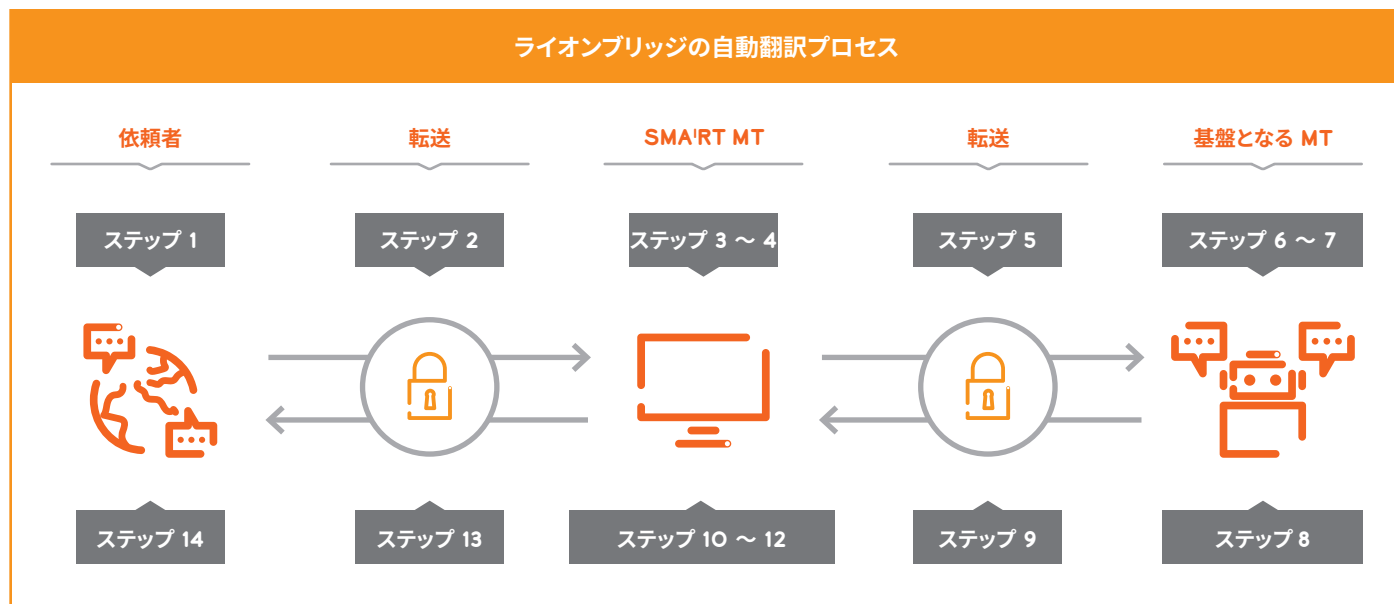 ライオンブリッジの自動翻訳プロセス
依頼者
転送
SMAIRT MT
転送
基盤となる MT
ステップ 1
ステップ 2
ステップ 3 ～ 4
ステップ 5
ステップ 6 ～ 7
ステップ 14
ステップ 13
ステップ 10 ～ 12
ステップ 9
ステップ 8